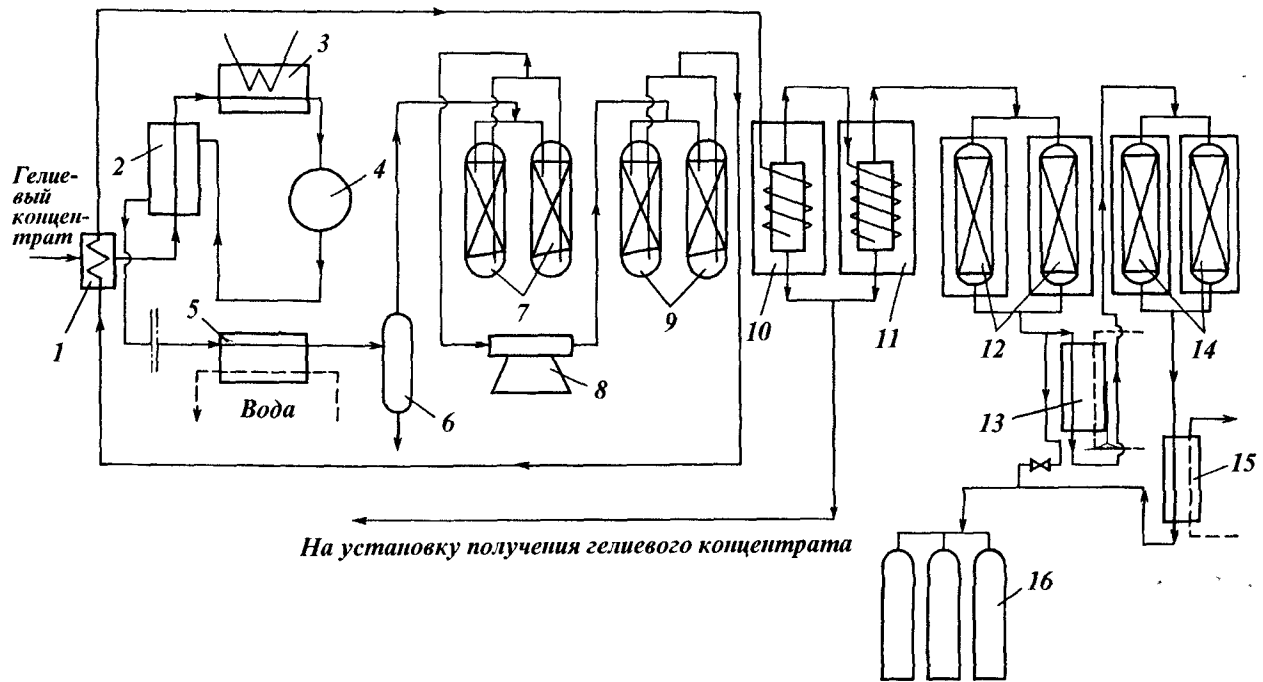 3
2
4
Гелие-
вый
концен-
трат
1
5
Вода
6
7
8
9
10
11
12
13
14
15
На установку получения гелиевого концентрата
16